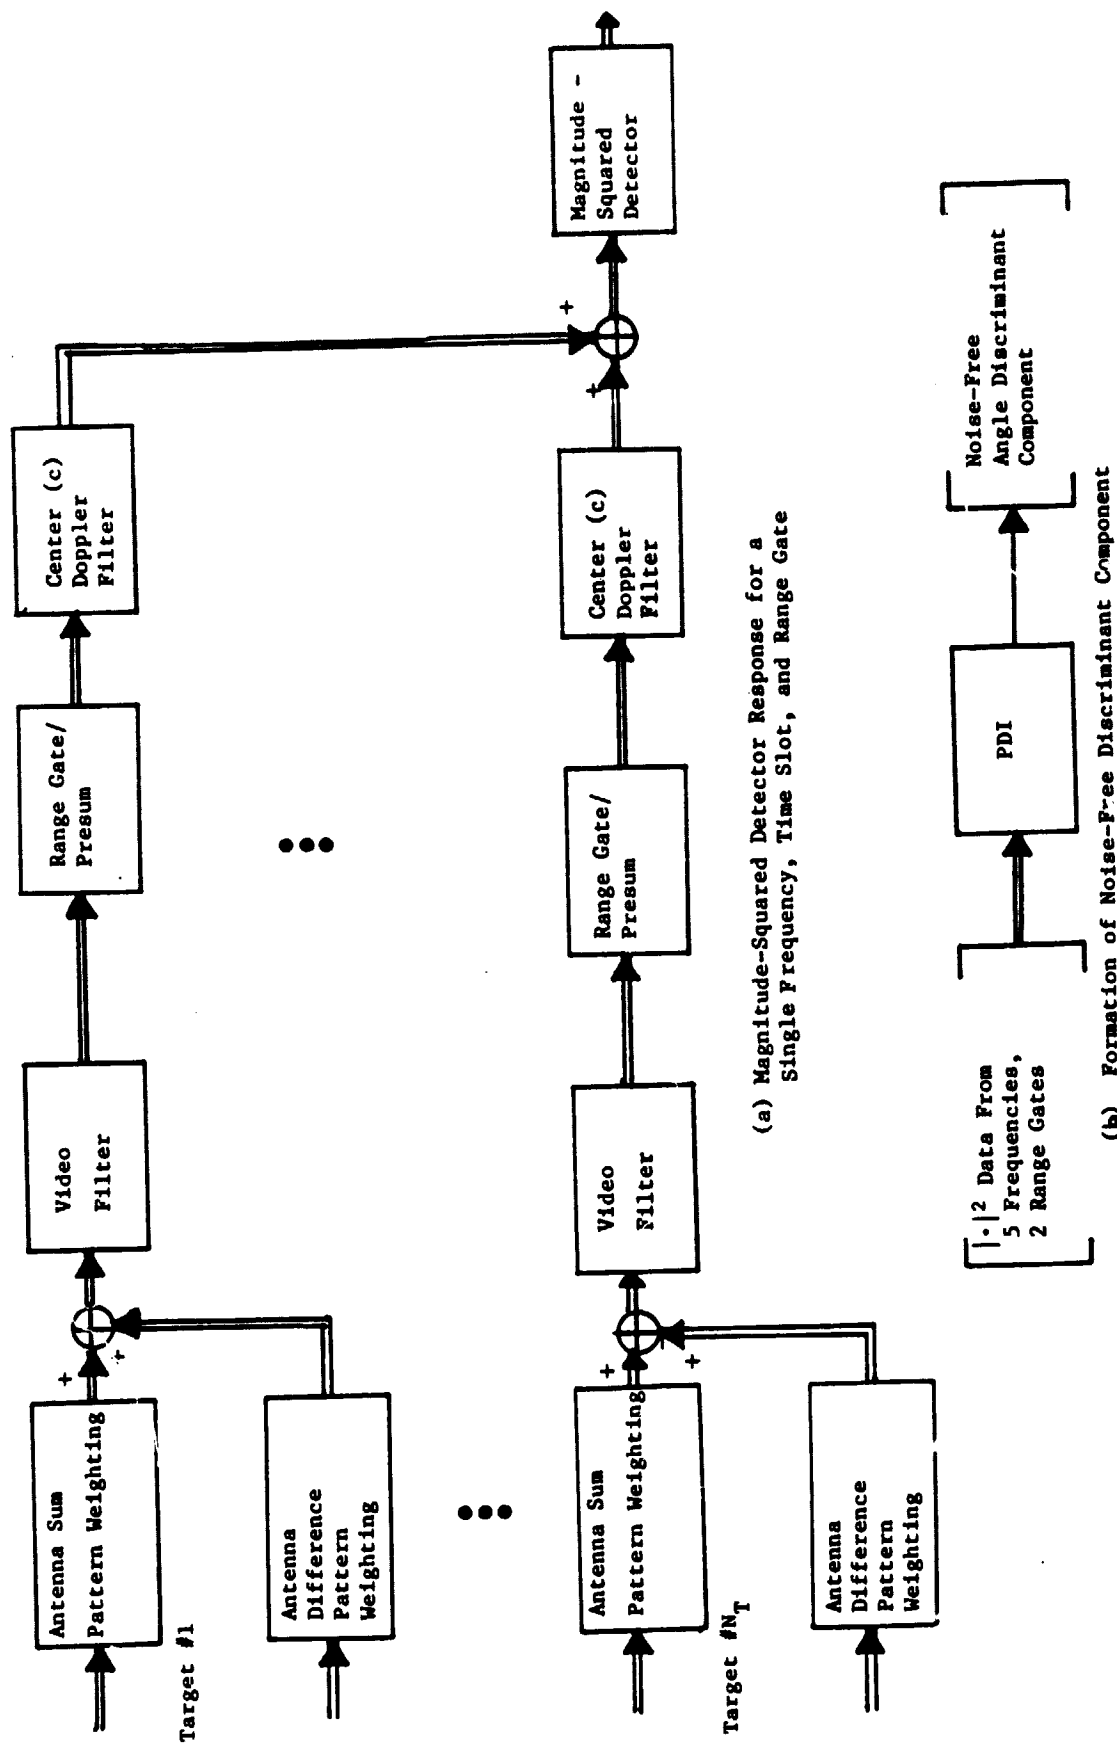 Antenna Sum
Pattern Weighting
+
+
Video
Filter
Range Gate/
Presum
Center (c)
Doppler
Filter
Target #1
Antenna
Difference
Pattern
Weighting
Antenna Sum
Pattern Weighting
+
+
Video
Filter
Range Gate/
Presum
Center (c)
Doppler
Filter
+
+
Magnitude -
Squared
Detector
Target #N_T
Antenna
Difference
Pattern
Weighting
(a) Magnitude-Squared Detector Response for a
Single Frequency, Time Slot, and Range Gate
|·|² Data From
5 Frequencies,
2 Range Gates
PDI
Noise-Free
Angle Discriminant
Component
(b) Formation of Noise-Free Discriminant Component